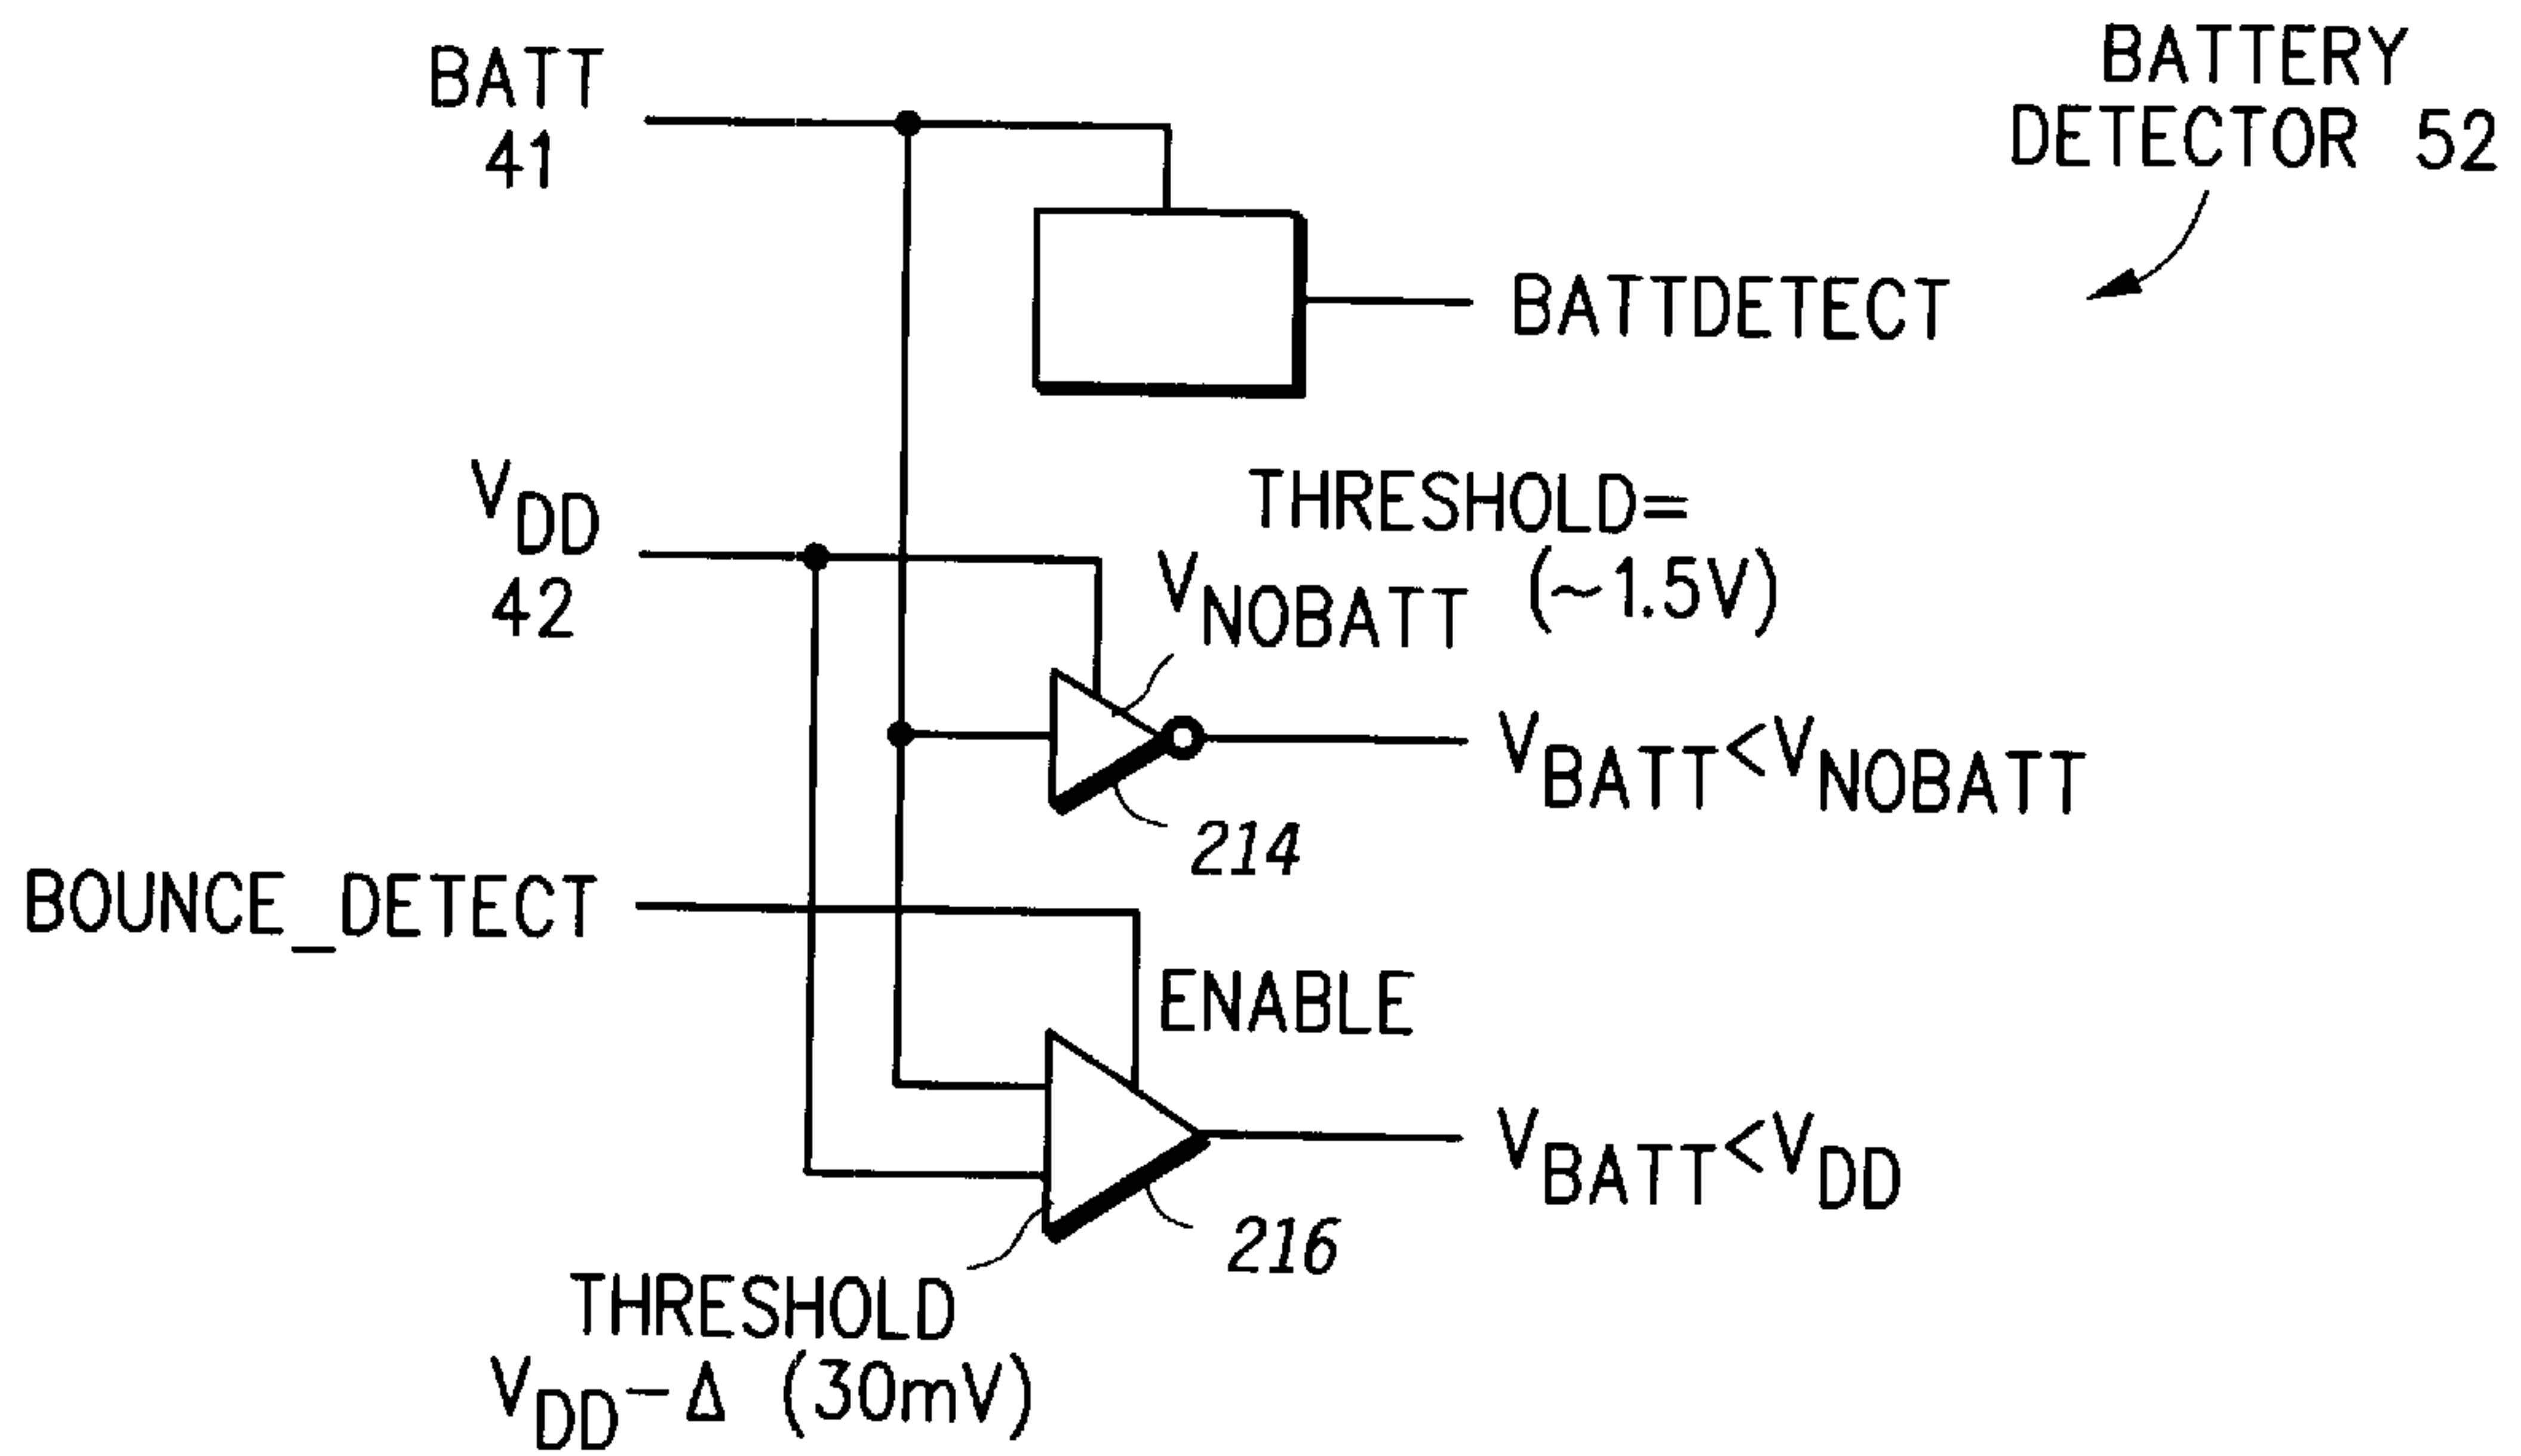 BATT
41
BATTERY
DETECTOR 52
BATTDETECT
VDD
42
THRESHOLD=
VNOBATT (~1.5V)
214
VBATT<VNOBATT
BOUNCE_DETECT
ENABLE
VBATT<VDD
216
THRESHOLD
VDD-Δ (30mV)